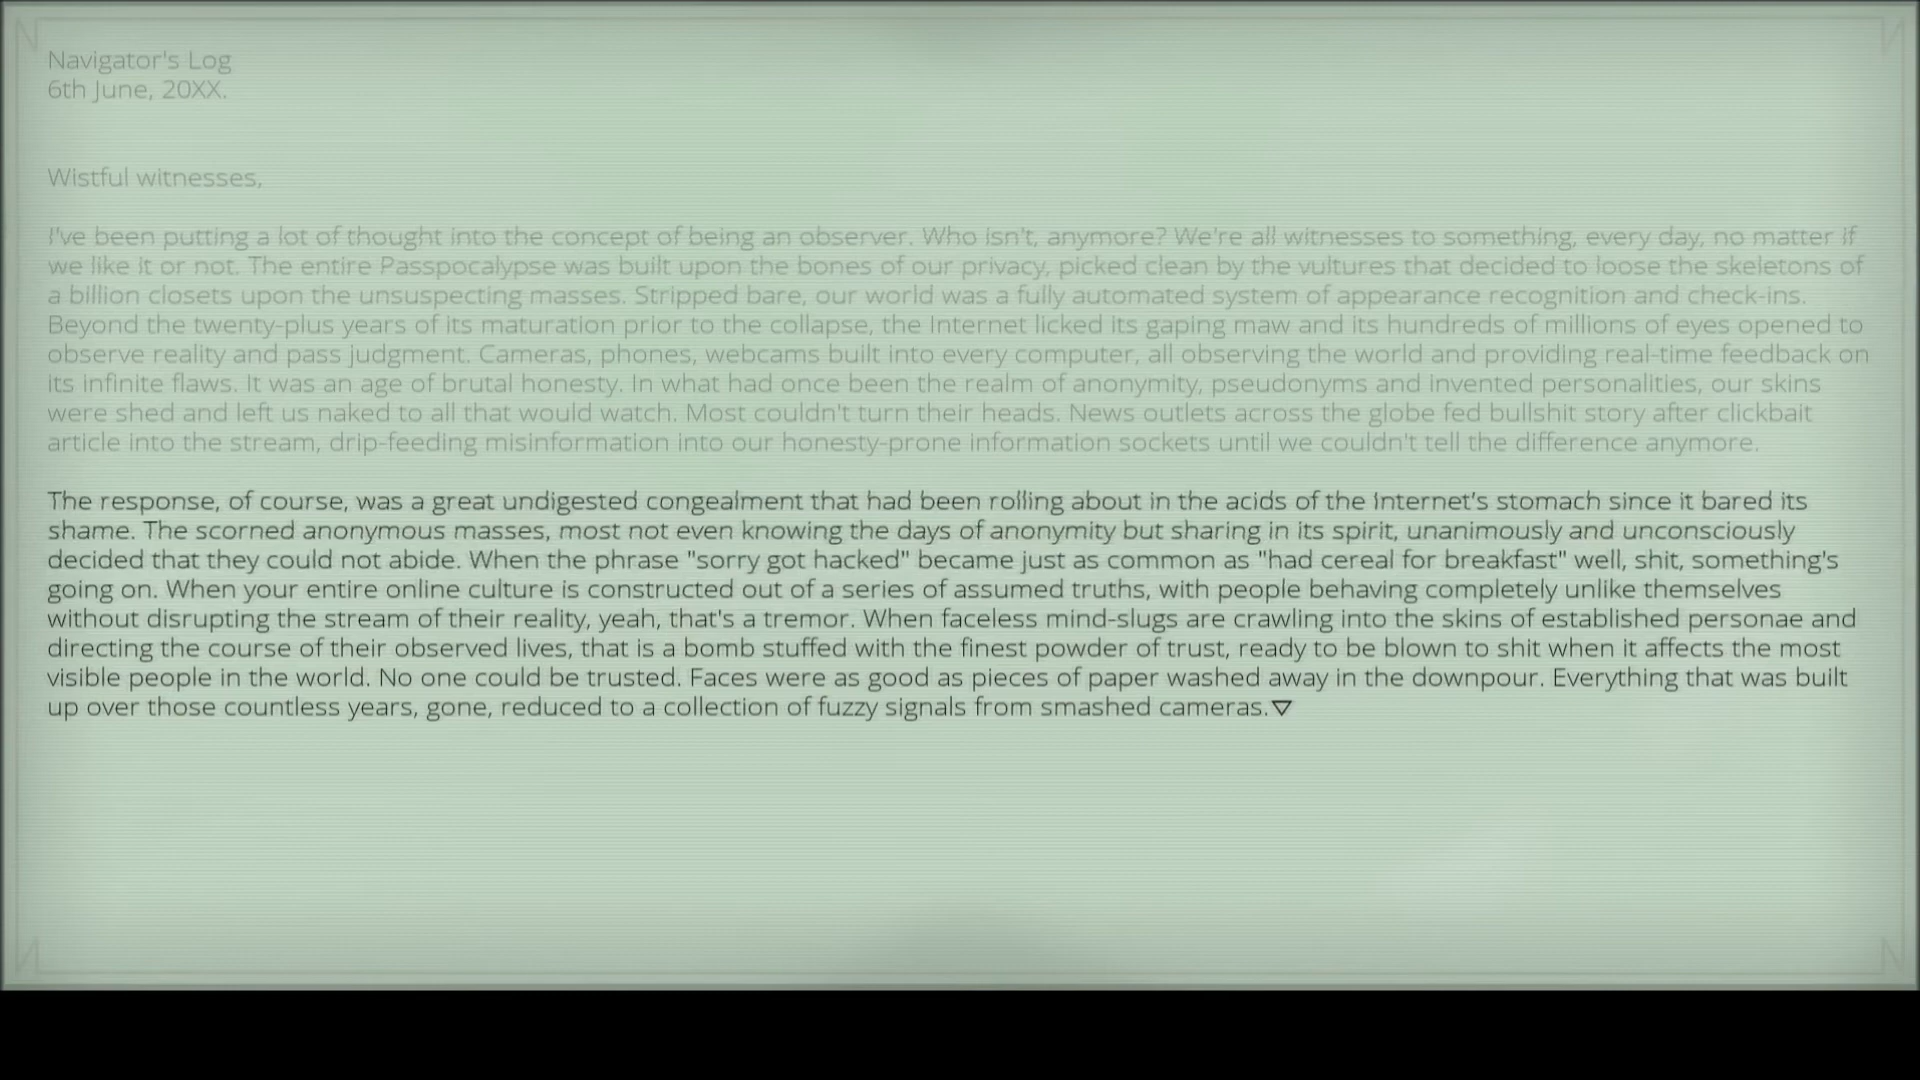 Navigator's Log
6th June, 20XX.
Wistful witnesses,
I've been putting a lot of thought into the concept of being an observer. Who isn't, anymore? We're all witnesses to something, every day, no matter if
we like it or not. The entire Passpocalypse was built upon the bones of our privacy, picked clean by the vultures that decided to loose the skeletons of
a billion closets upon the unsuspecting masses. Stripped bare, our world was a fully automated system of appearance recognition and check-ins.
Beyond the twenty-plus years of its maturation prior to the collapse, the Internet licked its gaping maw and its hundreds of millions of eyes opened to
observe reality and pass judgment. Cameras, phones, webcams built into every computer, all observing the world and providing real-time feedback on
its infinite flaws. It was an age of brutal honesty. In what had once been the realm of anonymity, pseudonyms and invented personalities, our skins
were shed and left us naked to all that would watch. Most couldn't turn their heads. News outlets across the globe fed bullshit story after clickbait
article into the stream, drip-feeding misinformation into our honesty-prone information sockets until we couldn't tell the difference anymore.
The response, of course, was a great undigested congealment that had been rolling about in the acids of the Internet's stomach since it bared its
shame. The scorned anonymous masses, most not even knowing the days of anonymity but sharing in its spirit, unanimously and unconsciously
decided that they could not abide. When the phrase "sorry got hacked" became just as common as "had cereal for breakfast" well, shit, something's
going on. When your entire online culture is constructed out of a series of assumed truths, with people behaving completely unlike themselves
without disrupting the stream of their reality, yeah, that's a tremor. When faceless mind-slugs are crawling into the skins of established personae and
directing the course of their observed lives, that is a bomb stuffed with the finest powder of trust, ready to be blown to shit when it affects the most
visible people in the world. No one could be trusted. Faces were as good as pieces of paper washed away in the downpour. Everything that was built
up over those countless years, gone, reduced to a collection of fuzzy signals from smashed cameras.▽